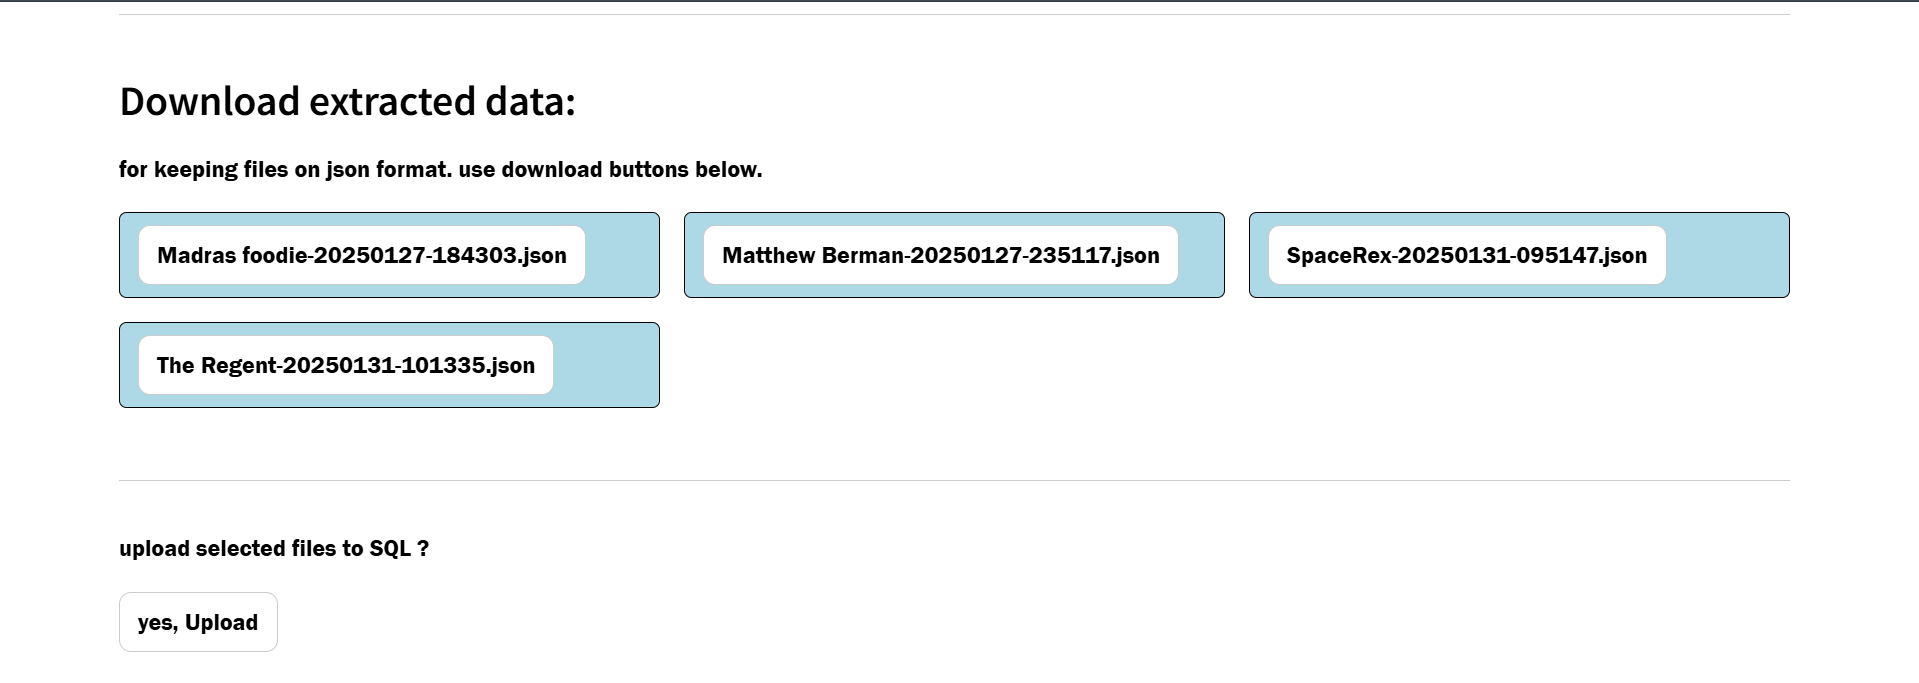 Download extracted data:
for keeping files on json format. use download buttons below.
Madras foodie-20250127-184303.json
Matthew Berman-20250127-235117.json
SpaceRex-20250131-095147.json
The Regent-20250131-101335.json
upload selected files to SQL ?
yes, Upload